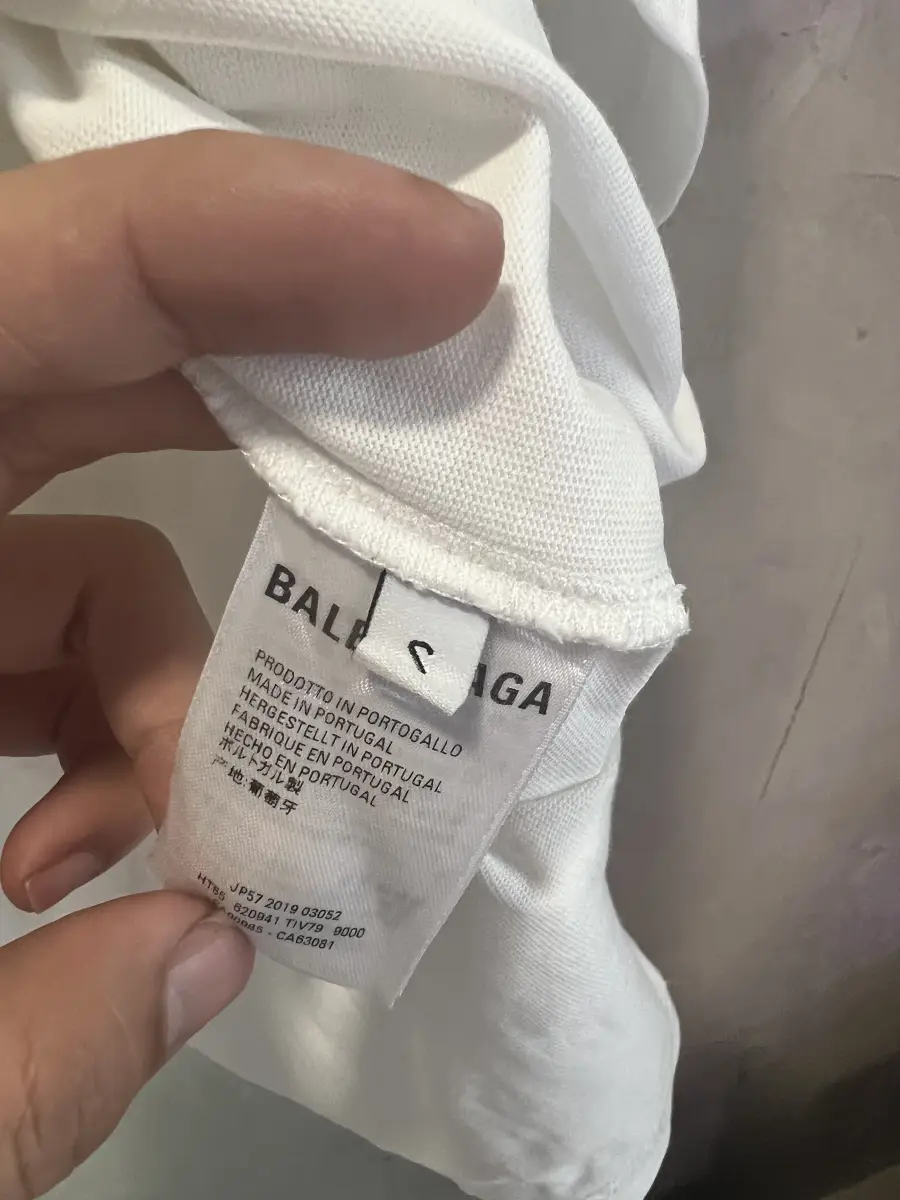 BALE AGA
2
PRODOTTO IN PORTOGALLO
MADE IN PORTUGAL
HERGESTELLT IN PORTUGAL
FABRIQUE EN PORTUGAL
HECHO EN PORTUGAL
ポルトガル製
产地:葡萄牙
JP57 2019 03052
620941 TIV79 9000
- CA63081